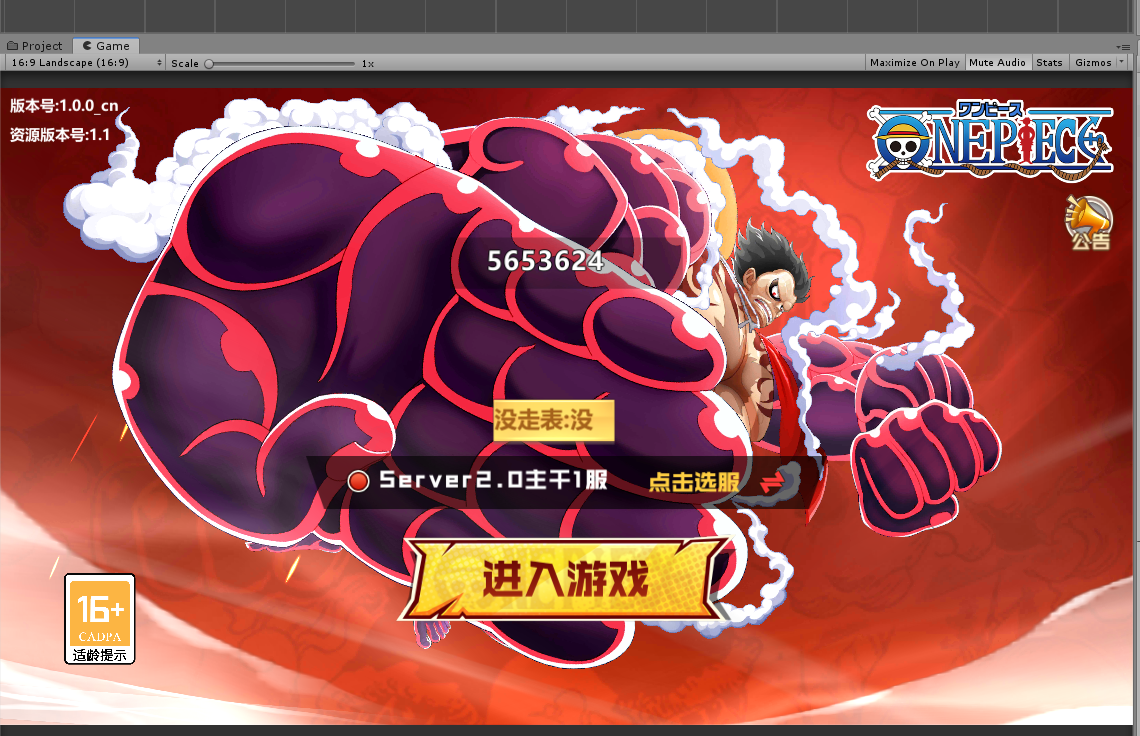 Project
Game
16:9 Landscape (16:9)
Scale
1x
Maximize On Play
Mute Audio
Stats
Gizmos
版本号:1.0.0_cn
资源版本号:1.1
ワンピース
ONE PIECE
公告
5653624
没走表:没
Server2.0主干1服
点击选服
进入游戏
16+
CADPA
适龄提示